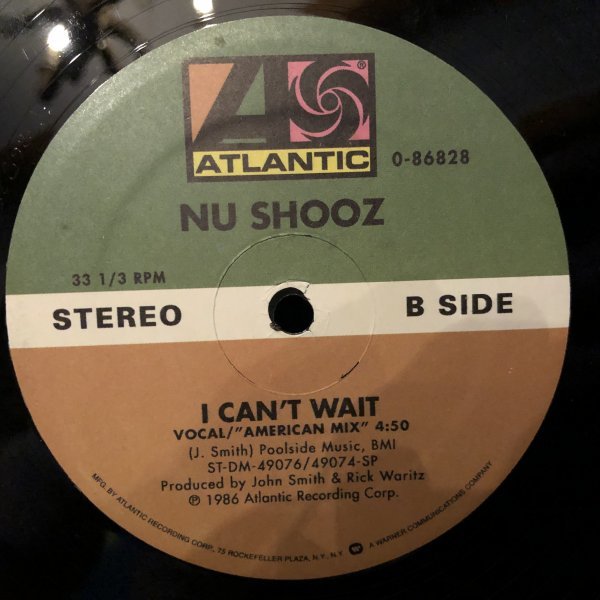 ATLANTIC ®
0-86828
NU SHOOZ
33 1/3 RPM
STEREO
B SIDE
I CAN'T WAIT
VOCAL/"AMERICAN MIX" 4:50
(J. Smith) Poolside Music, BMI
ST-DM-49076/49074-SP
Produced by John Smith & Rick Waritz
℗ 1986 Atlantic Recording Corp.
MFG. BY ATLANTIC RECORDING CORP., 75 ROCKEFELLER PLAZA, N.Y., N.Y. A WARNER COMMUNICATIONS COMPANY